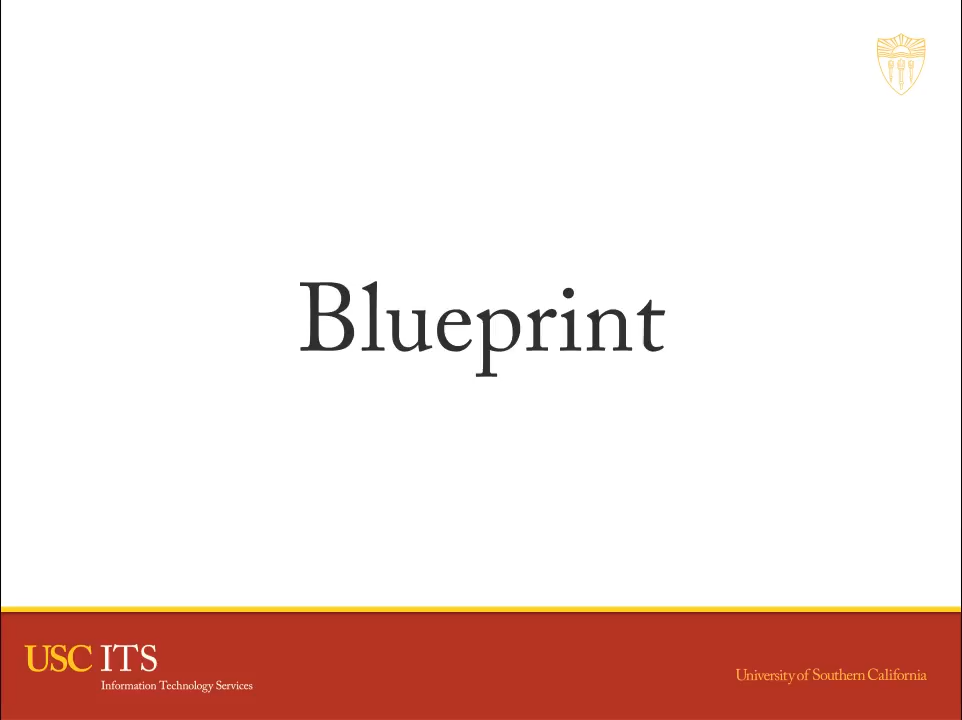 Blueprint
USC ITS
Information Technology Services
University of Southern California